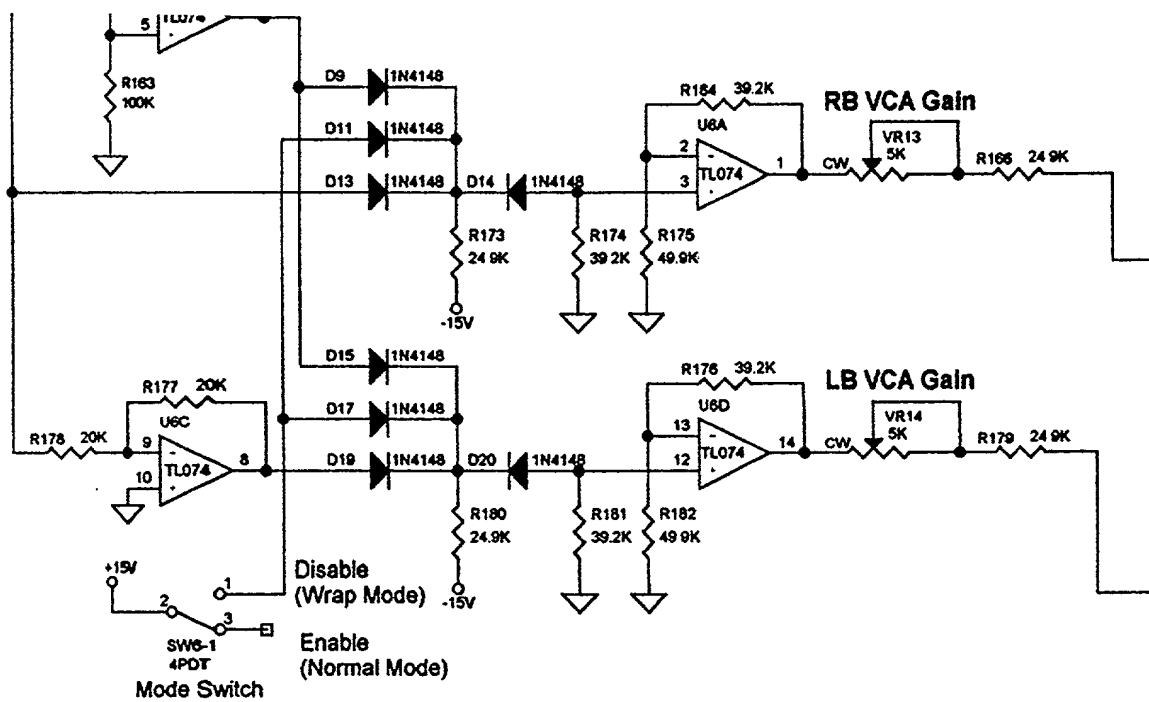 5
TL074
R163
100K
D9 1N4148
D11 1N4148
D13 1N4148 D14 1N4148
R173
24.9K
-15V
R174
39.2K
R175
49.9K
R164 39.2K
U6A
2 -
TL074 1
3
RB VCA Gain
VR13
5K
CW
R166 24.9K
D15 1N4148
D17 1N4148
D19 1N4148 D20 1N4148
R177 20K
U6C
R178 20K
9 -
TL074 8
10 +
R180
24.9K
-15V
R181
39.2K
R182
49.9K
R176 39.2K
U6D
13 -
TL074 14
12 +
LB VCA Gain
VR14
5K
CW
R179 24.9K
+15V
1
2
3
Disable
(Wrap Mode)
Enable
(Normal Mode)
SW6-1
4PDT
Mode Switch